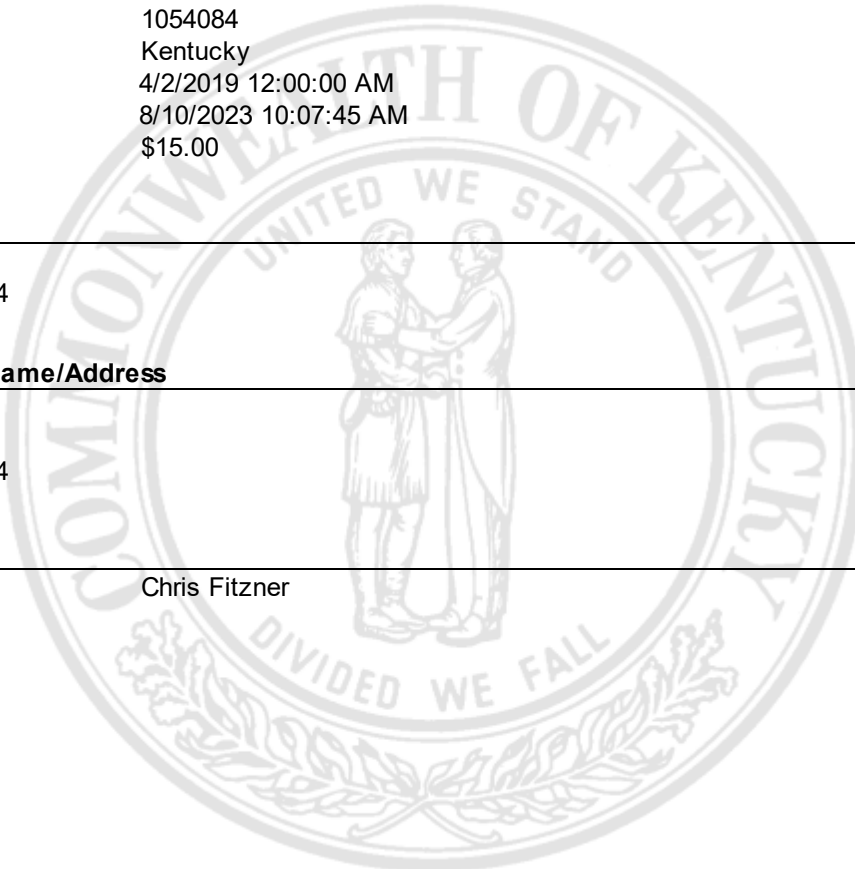 1054084
Kentucky
4/2/2019 12:00:00 AM
8/10/2023 10:07:45 AM
$15.00
4
ame/Address
4
Chris Fitzner
COMMONWEALTH OF KENTUCKY
UNITED WE STAND
DIVIDED WE FALL